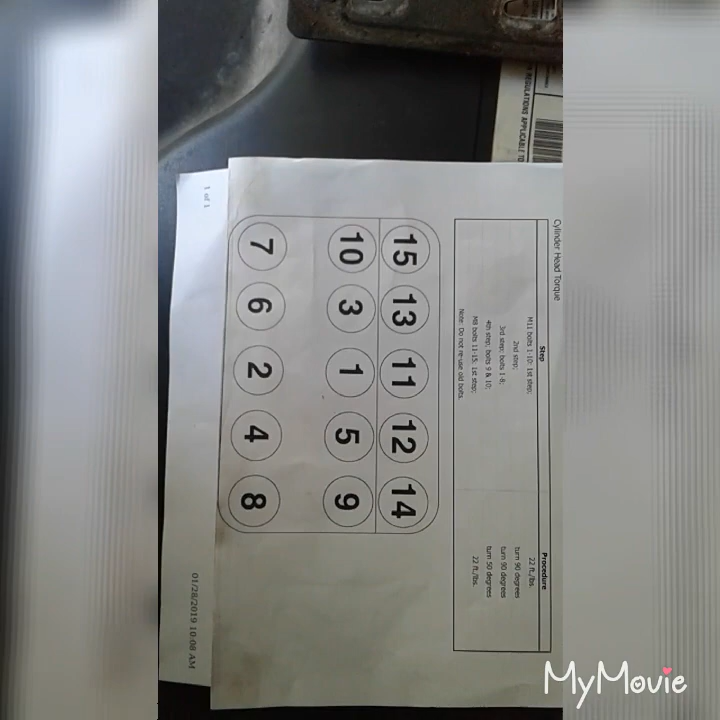 REGULATIONS APPLICABLE TO
Cylinder Head Torque
Step Procedure
M11 bolts 1-10: 1st step: 22 ft./lbs.
2nd step; turn 90 degrees
3rd step; bolts 1-8: turn 90 degrees
4th step; bolts 9 & 10: turn 50 degrees
M8 bolts 11-15: 1st step; 22 ft./lbs.
Note: Do not re-use old bolts.
15 13 11 12 14
10 3 1 5 9
7 6 2 4 8
1 of 1
01/28/2019 10:08 AM
MyMovie